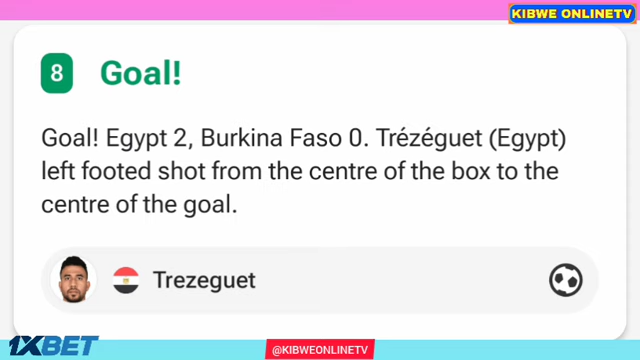 KIBWE ONLINETV
8 Goal!
Goal! Egypt 2, Burkina Faso 0. Trézéguet (Egypt)
left footed shot from the centre of the box to the
centre of the goal.
Trezeguet
1XBET
@KIBWEONLINETV